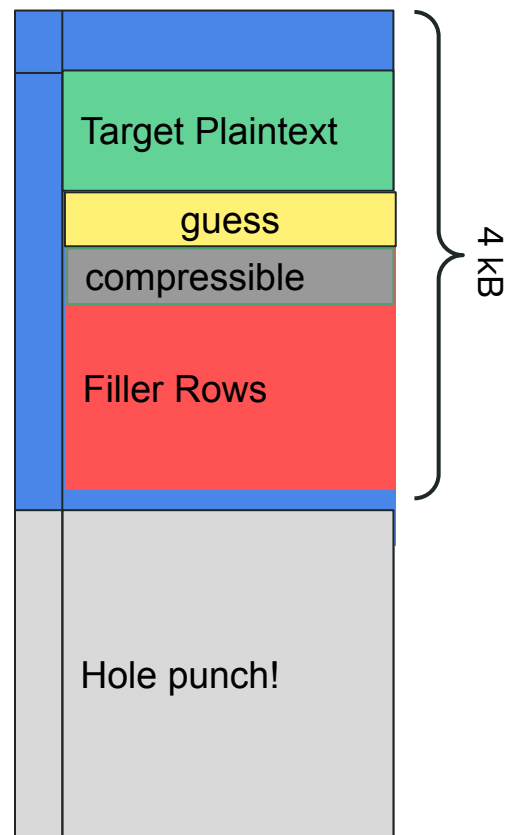 Target Plaintext
guess
compressible
Filler Rows
4 kB
Hole punch!